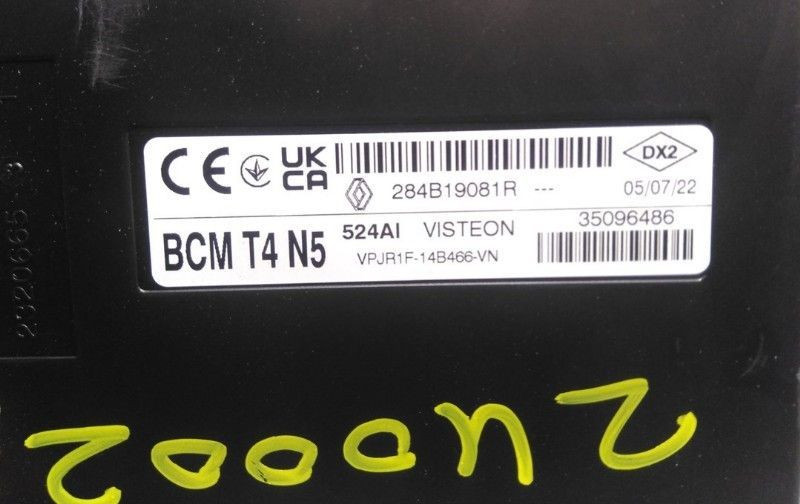 CE UK CA
284B19081R ---
DX2
05/07/22
BCM T4 N5
524AI VISTEON
35096486
VPJR1F-14B466-VN